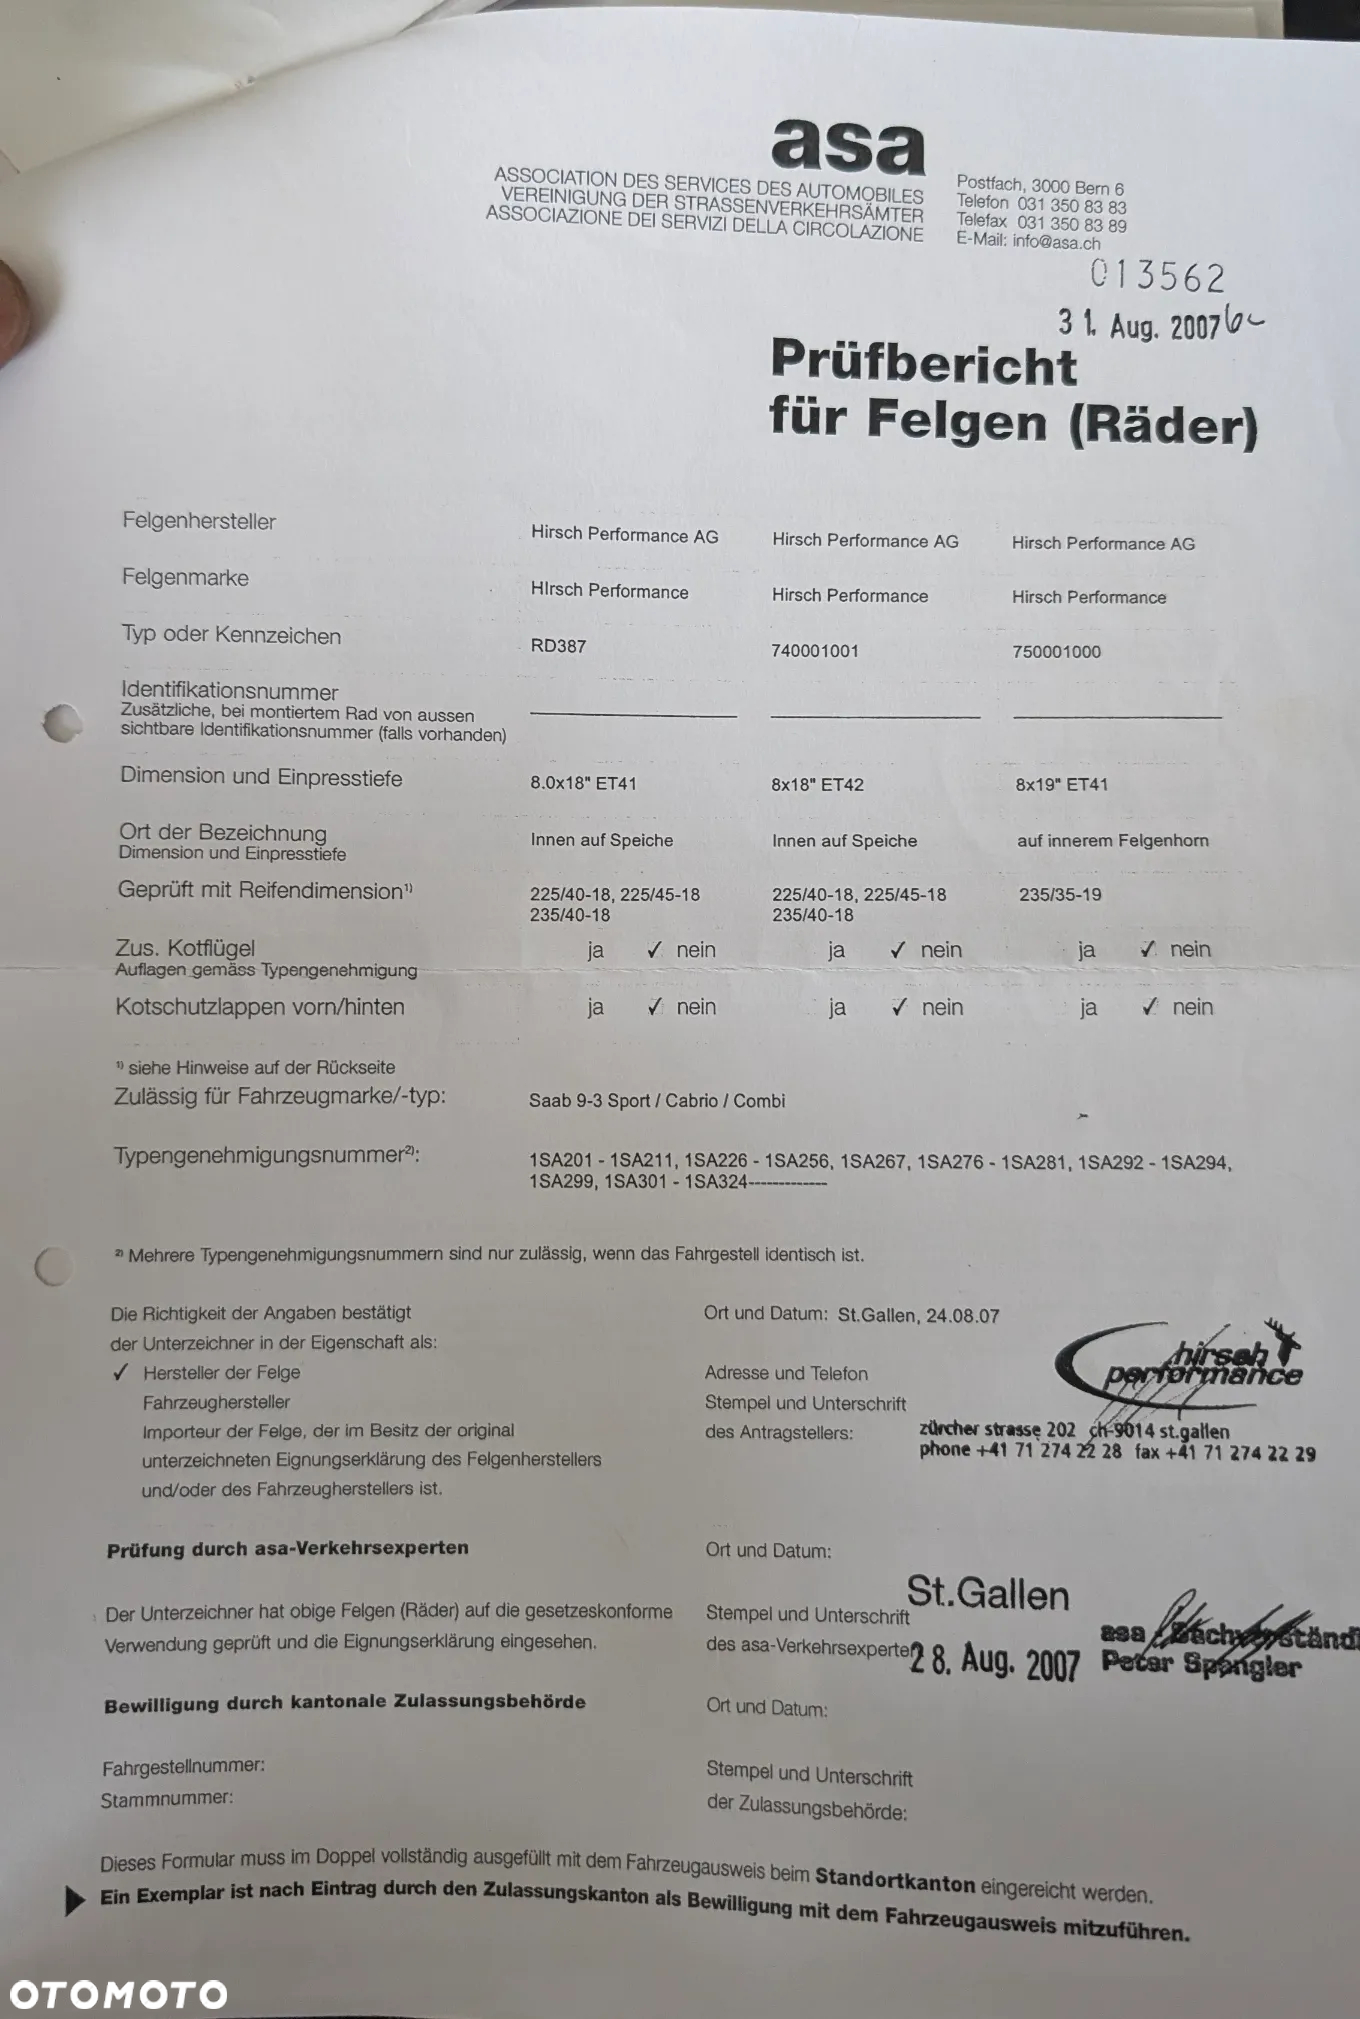 asa
ASSOCIATION DES SERVICES DES AUTOMOBILES
VEREINIGUNG DER STRASSENVERKEHRSÄMTER
ASSOCIAZIONE DEI SERVIZI DELLA CIRCOLAZIONE
Postfach, 3000 Bern 6
Telefon 031 350 83 83
Telefax 031 350 83 89
E-Mail: info@asa.ch
013562
31. Aug. 2007
Prüfbericht
für Felgen (Räder)
Felgenhersteller Hirsch Performance AG Hirsch Performance AG Hirsch Performance AG
Felgenmarke HIrsch Performance Hirsch Performance Hirsch Performance
Typ oder Kennzeichen RD387 740001001 750001000
Identifikationsnummer
Zusätzliche, bei montiertem Rad von aussen
sichtbare Identifikationsnummer (falls vorhanden)
Dimension und Einpresstiefe 8.0x18" ET41 8x18" ET42 8x19" ET41
Ort der Bezeichnung Innen auf Speiche Innen auf Speiche auf innerem Felgenhorn
Dimension und Einpresstiefe
Geprüft mit Reifendimension¹⁾ 225/40-18, 225/45-18 225/40-18, 225/45-18 235/35-19
235/40-18 235/40-18
Zus. Kotflügel ja ✓ nein ja ✓ nein ja ✓ nein
Auflagen gemäss Typengenehmigung
Kotschutzlappen vorn/hinten ja ✓ nein ja ✓ nein ja ✓ nein
¹⁾ siehe Hinweise auf der Rückseite
Zulässig für Fahrzeugmarke/-typ: Saab 9-3 Sport / Cabrio / Combi
Typengenehmigungsnummer²⁾: 1SA201 - 1SA211, 1SA226 - 1SA256, 1SA267, 1SA276 - 1SA281, 1SA292 - 1SA294,
1SA299, 1SA301 - 1SA324-------------
²⁾ Mehrere Typengenehmigungsnummern sind nur zulässig, wenn das Fahrgestell identisch ist.
Die Richtigkeit der Angaben bestätigt
der Unterzeichner in der Eigenschaft als:
✓ Hersteller der Felge
Fahrzeughersteller
Importeur der Felge, der im Besitz der original
unterzeichneten Eignungserklärung des Felgenherstellers
und/oder des Fahrzeugherstellers ist.
Ort und Datum: St.Gallen, 24.08.07
Adresse und Telefon
Stempel und Unterschrift
des Antragstellers:
hirsch
performance
zürcher strasse 202 ch-9014 st.gallen
phone +41 71 274 22 28 fax +41 71 274 22 29
Prüfung durch asa-Verkehrsexperten
Der Unterzeichner hat obige Felgen (Räder) auf die gesetzeskonforme
Verwendung geprüft und die Eignungserklärung eingesehen.
Ort und Datum:
St.Gallen
Stempel und Unterschrift
des asa-Verkehrsexperte
28. Aug. 2007
asa Sachverständi
Peter Spengler
Bewilligung durch kantonale Zulassungsbehörde
Fahrgestellnummer:
Stammnummer:
Ort und Datum:
Stempel und Unterschrift
der Zulassungsbehörde:
Dieses Formular muss im Doppel vollständig ausgefüllt mit dem Fahrzeugausweis beim Standortkanton eingereicht werden.
Ein Exemplar ist nach Eintrag durch den Zulassungskanton als Bewilligung mit dem Fahrzeugausweis mitzuführen.
OTOMOTO